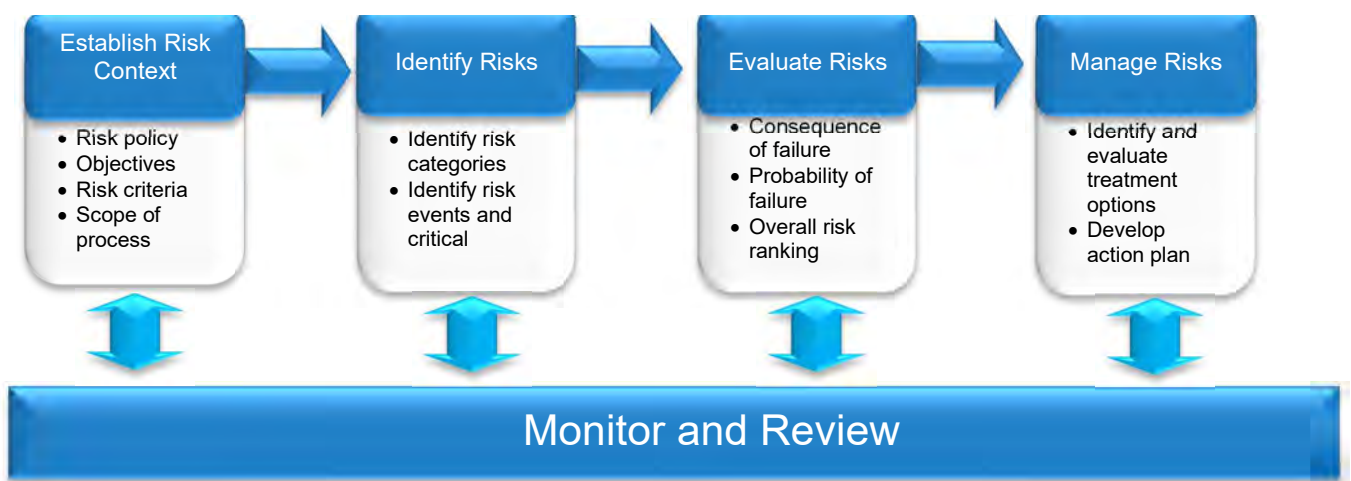 Establish Risk
Context
• Risk policy
• Objectives
• Risk criteria
• Scope of
process
Identify Risks
• Identify risk
categories
• Identify risk
events and
critical
Evaluate Risks
• Consequence
of failure
• Probability of
failure
• Overall risk
ranking
Manage Risks
• Identify and
evaluate
treatment
options
• Develop
action plan
Monitor and Review